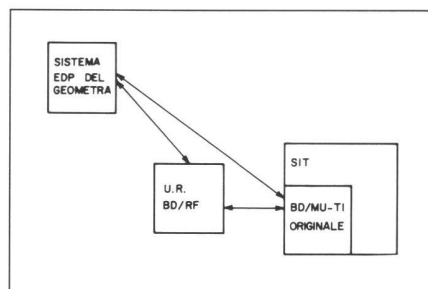 SISTEMA
EDP DEL
GEOMETRA
U.R.
BD/RF
SIT
BD/MU-TI
ORIGINALE